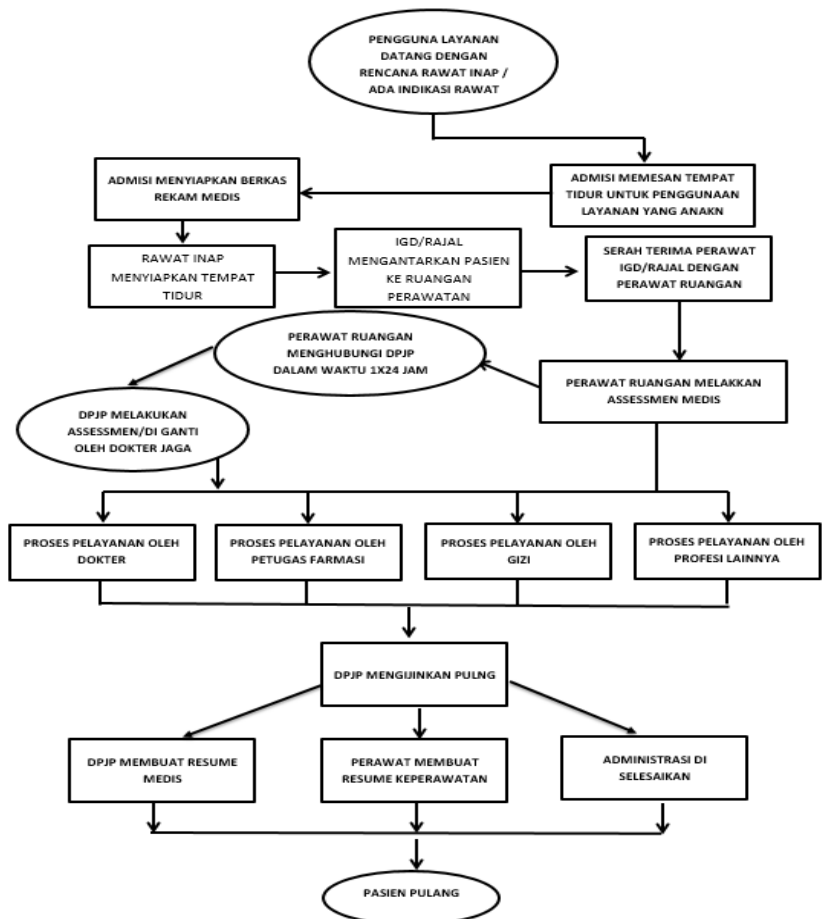 PENGGUNA LAYANAN
DATANG DENGAN
RENCANA RAWAT INAP /
ADA INDIKASI RAWAT
ADMISI MEMESAN TEMPAT
TIDUR UNTUK PENGGUNAAN
LAYANAN YANG ANAKN
ADMISI MENYIAPKAN BERKAS
REKAM MEDIS
RAWAT INAP
MENYIAPKAN TEMPAT
TIDUR
IGD/RAJAL
MENGANTARKAN PASIEN
KE RUANGAN
PERAWATAN
SERAH TERIMA PERAWAT
IGD/RAJAL DENGAN
PERAWAT RUANGAN
PERAWAT RUANGAN
MENGHUBUNGI DPJP
DALAM WAKTU 1X24 JAM
PERAWAT RUANGAN MELAKKAN
ASSESSMEN MEDIS
DPJP MELAKUKAN
ASSESSMEN/DI GANTI
OLEH DOKTER JAGA
PROSES PELAYANAN OLEH
DOKTER
PROSES PELAYANAN OLEH
PETUGAS FARMASI
PROSES PELAYANAN OLEH
GIZI
PROSES PELAYANAN OLEH
PROFESI LAINNYA
DPJP MENGIJINKAN PULNG
DPJP MEMBUAT RESUME
MEDIS
PERAWAT MEMBUAT
RESUME KEPERAWATAN
ADMINISTRASI DI
SELESAIKAN
PASIEN PULANG